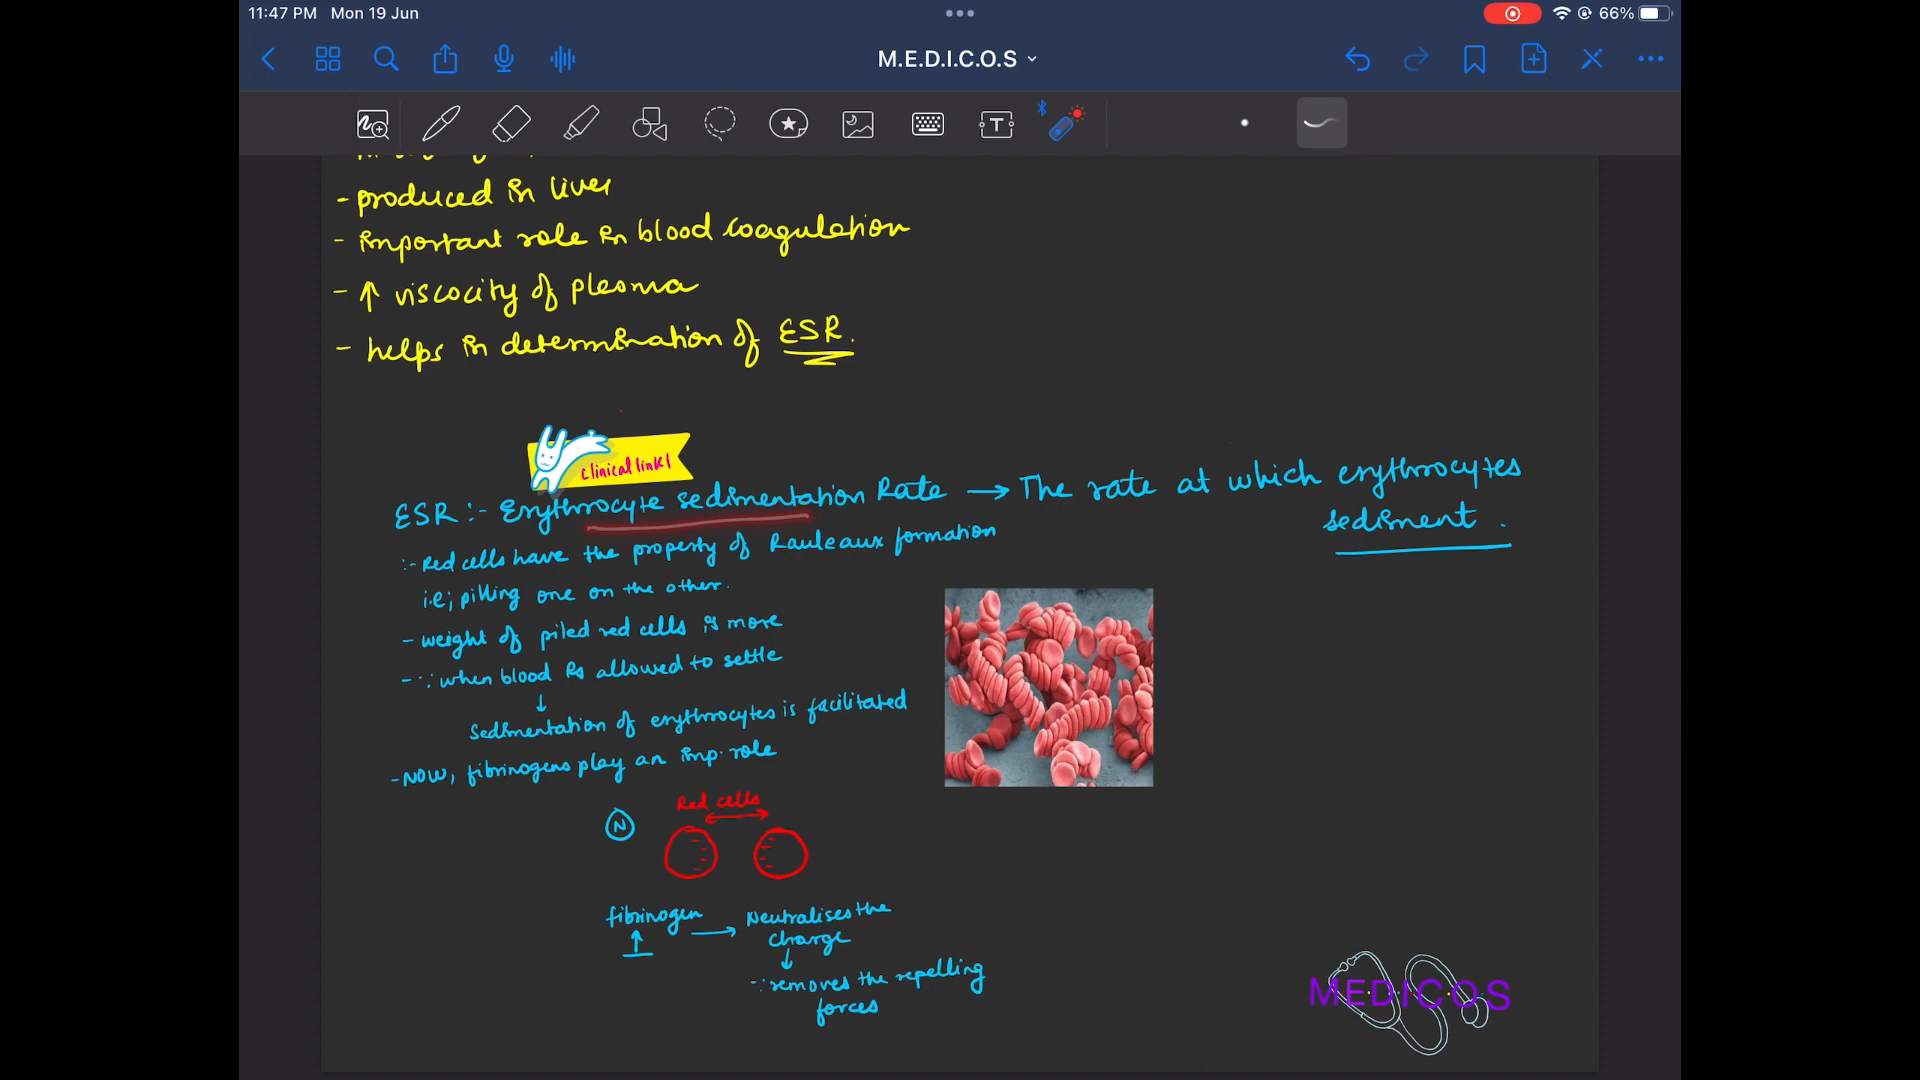 11:47 PM Mon 19 Jun
66%
M.E.D.I.C.O.S
T
- produced in liver
- important role in blood coagulation
- ↑ viscocity of plasma
- helps in determination of ESR.
clinical link!
ESR :- Erythrocyte sedimentation Rate → The rate at which erythrocytes
sediment.
:- Red cells have the property of Rauleaux formation
i.e; pilling one on the other.
- weight of piled red cells is more
- ∵ when blood is allowed to settle
↓
Sedimentation of erythrocytes is facilitated
- NOW, fibrinogens play an imp. role
Red cells
N
fibrinogen → Neutralises the
↑ charge
↓
∵ removes the repelling
forces
MEDICOS